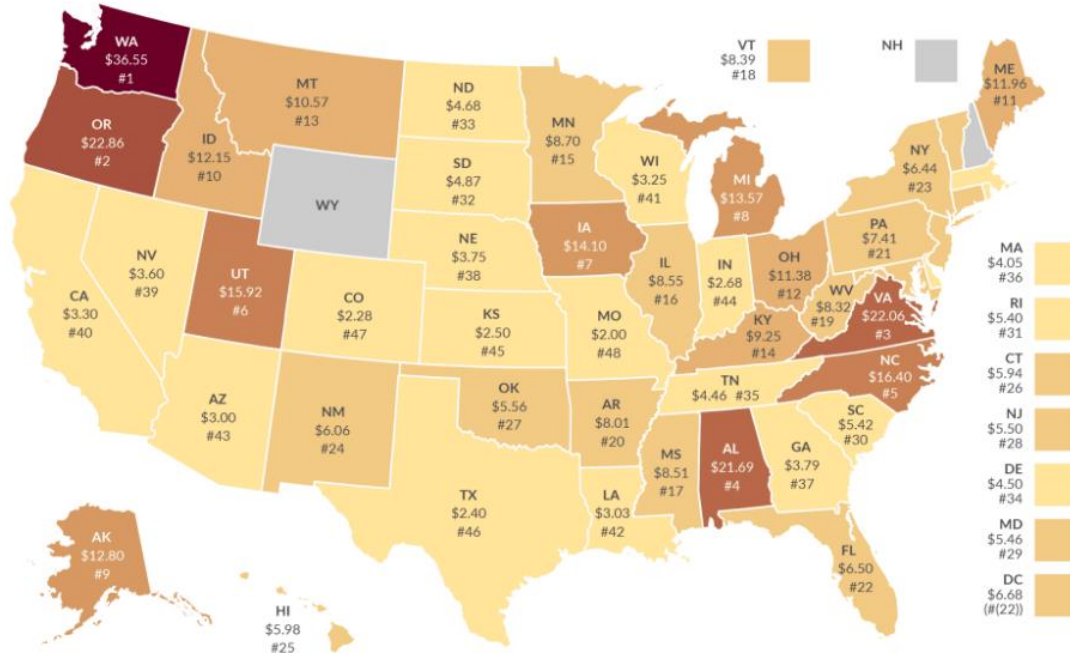 WA
$36.55
#1
OR
$22.86
#2
CA
$3.30
#40
NV
$3.60
#39
ID
$12.15
#10
MT
$10.57
#13
WY
UT
$15.92
#6
CO
$2.28
#47
AZ
$3.00
#43
NM
$6.06
#24
ND
$4.68
#33
SD
$4.87
#32
NE
$3.75
#38
KS
$2.50
#45
OK
$5.56
#27
TX
$2.40
#46
MN
$8.70
#15
IA
$14.10
#7
MO
$2.00
#48
AR
$8.01
#20
LA
$3.03
#42
WI
$3.25
#41
IL
$8.55
#16
MI
$13.57
#8
IN
$2.68
#44
OH
$11.38
#12
KY
$9.25
#14
TN
$4.46 #35
MS
$8.51
#17
AL
$21.69
#4
GA
$3.79
#37
FL
$6.50
#22
SC
$5.42
#30
NC
$16.40
#5
VA
$22.06
#3
WV
$8.32
#19
PA
$7.41
#21
NY
$6.44
#23
VT
$8.39
#18
NH
ME
$11.96
#11
MA
$4.05
#36
RI
$5.40
#31
CT
$5.94
#26
NJ
$5.50
#28
DE
$4.50
#34
MD
$5.46
#29
DC
$6.68
(#(22))
AK
$12.80
#9
HI
$5.98
#25